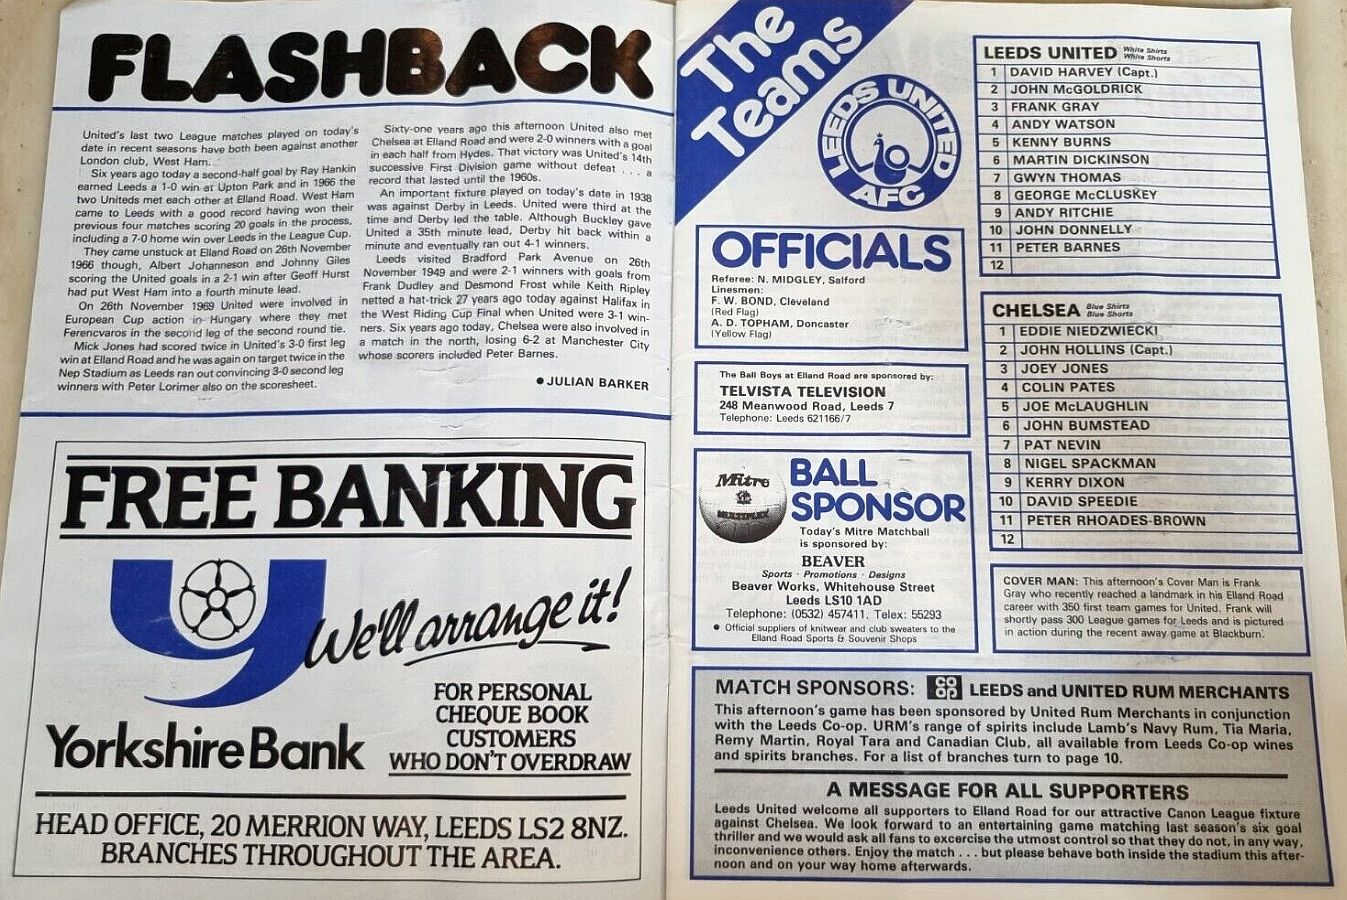 FLASHBACK
United's last two League matches played on today's
date in recent seasons have both been against another
London club, West Ham.
Six years ago today a second-half goal by Ray Hankin
earned Leeds a 1-0 win at Upton Park and in 1966 the
two Uniteds met each other at Elland Road. West Ham
came to Leeds with a good record having won their
previous four matches scoring 20 goals in the process,
including a 7-0 home win over Leeds in the League Cup.
They came unstuck at Elland Road on 26th November
1966 though, Albert Johanneson and Johnny Giles
scoring the United goals in a 2-1 win after Geoff Hurst
had put West Ham into a fourth minute lead.
On 26th November 1969 United were involved in
European Cup action in Hungary where they met
Ferencvaros in the second leg of the second round tie.
Mick Jones had scored twice in United's 3-0 first leg
win at Elland Road and he was again on target twice in the
Nep Stadium as Leeds ran out convincing 3-0 second leg
winners with Peter Lorimer also on the scoresheet.
Sixty-one years ago this afternoon United also met
Chelsea at Elland Road and were 2-0 winners with a goal
in each half from Hydes. That victory was United's 14th
successive First Division game without defeat . . . a
record that lasted until the 1960s.
An important fixture played on today's date in 1938
was against Derby in Leeds. United were third at the
time and Derby led the table. Although Buckley gave
United a 35th minute lead, Derby hit back within a
minute and eventually ran out 4-1 winners.
Leeds visited Bradford Park Avenue on 26th
November 1949 and were 2-1 winners with goals from
Frank Dudley and Desmond Frost while Keith Ripley
netted a hat-trick 27 years ago today against Halifax in
the West Riding Cup Final when United were 3-1 win-
ners. Six years ago today, Chelsea were also involved in
a match in the north, losing 6-2 at Manchester City
whose scorers included Peter Barnes.
● JULIAN BARKER
FREE BANKING
We'll arrange it!
Yorkshire Bank
FOR PERSONAL
CHEQUE BOOK
CUSTOMERS
WHO DON'T OVERDRAW
HEAD OFFICE, 20 MERRION WAY, LEEDS LS2 8NZ.
BRANCHES THROUGHOUT THE AREA.
The
Teams
LEEDS UNITED
AFC
OFFICIALS
Referee: N. MIDGLEY, Salford
Linesmen:
F. W. BOND, Cleveland
(Red Flag)
A. D. TOPHAM, Doncaster
(Yellow Flag)
The Ball Boys at Elland Road are sponsored by:
TELVISTA TELEVISION
248 Meanwood Road, Leeds 7
Telephone: Leeds 621166/7
Mitre
MULTIPLEX
BALL
SPONSOR
Today's Mitre Matchball
is sponsored by:
BEAVER
Sports · Promotions · Designs
Beaver Works, Whitehouse Street
Leeds LS10 1AD
Telephone: (0532) 457411. Telex: 55293
● Official suppliers of knitwear and club sweaters to the
Elland Road Sports & Souvenir Shops
LEEDS UNITED White Shirts
White Shorts
1 DAVID HARVEY (Capt.)
2 JOHN McGOLDRICK
3 FRANK GRAY
4 ANDY WATSON
5 KENNY BURNS
6 MARTIN DICKINSON
7 GWYN THOMAS
8 GEORGE McCLUSKEY
9 ANDY RITCHIE
10 JOHN DONNELLY
11 PETER BARNES
12
CHELSEA Blue Shirts
Blue Shorts
1 EDDIE NIEDZWIECKI
2 JOHN HOLLINS (Capt.)
3 JOEY JONES
4 COLIN PATES
5 JOE McLAUGHLIN
6 JOHN BUMSTEAD
7 PAT NEVIN
8 NIGEL SPACKMAN
9 KERRY DIXON
10 DAVID SPEEDIE
11 PETER RHOADES-BROWN
12
COVER MAN: This afternoon's Cover Man is Frank
Gray who recently reached a landmark in his Elland Road
career with 350 first team games for United. Frank will
shortly pass 300 League games for Leeds and is pictured
in action during the recent away game at Blackburn.
MATCH SPONSORS: CO OP LEEDS and UNITED RUM MERCHANTS
This afternoon's game has been sponsored by United Rum Merchants in conjunction
with the Leeds Co-op. URM's range of spirits include Lamb's Navy Rum, Tia Maria,
Remy Martin, Royal Tara and Canadian Club, all available from Leeds Co-op wines
and spirits branches. For a list of branches turn to page 10.
A MESSAGE FOR ALL SUPPORTERS
Leeds United welcome all supporters to Elland Road for our attractive Canon League fixture
against Chelsea. We look forward to an entertaining game matching last season's six goal
thriller and we would ask all fans to excercise the utmost control so that they do not, in any way,
inconvenience others. Enjoy the match . . . but please behave both inside the stadium this after-
noon and on your way home afterwards.